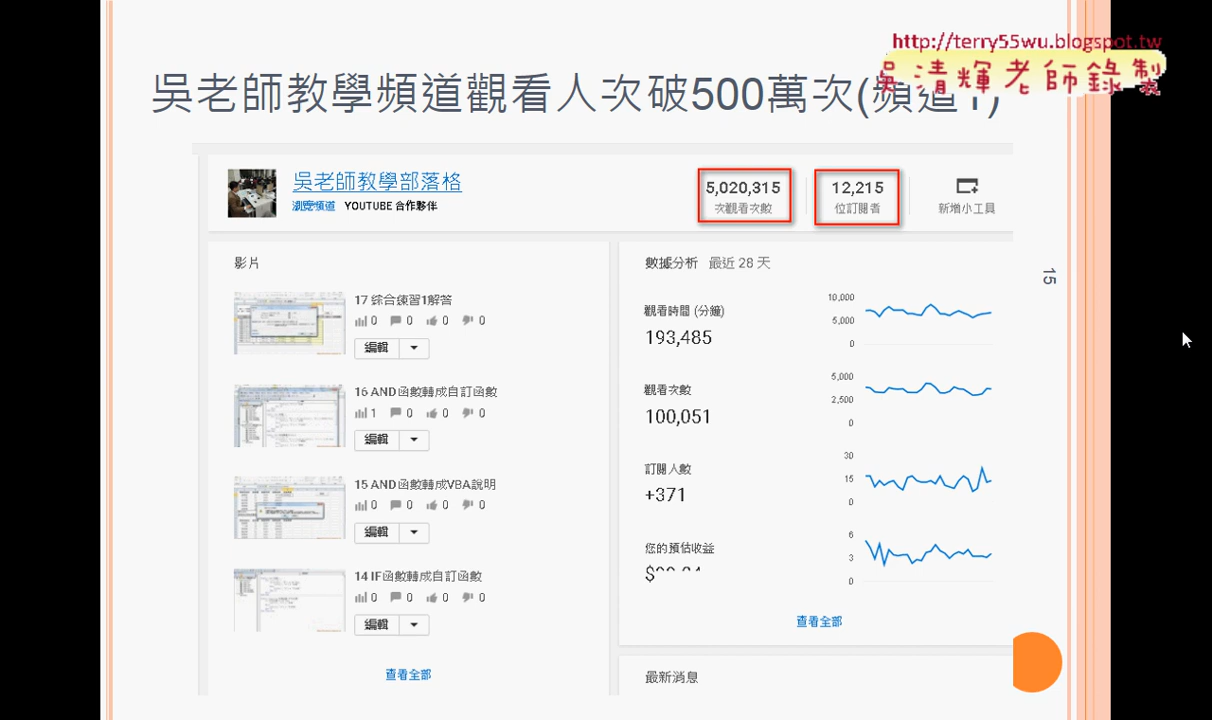 http://terry55wu.blogspot.tw
吳清輝老師錄製
吳老師教學頻道觀看人次破500萬次(頻道1)
吳老師教學部落格
瀏覽頻道 YOUTUBE 合作夥伴
5,020,315
次觀看次數
12,215
位訂閱者
新增小工具
15
影片
17 綜合練習1解答
0 0 0 0
編輯
16 AND函數轉成自訂函數
1 0 0 0
編輯
15 AND函數轉成VBA說明
0 0 0 0
編輯
14 IF函數轉成自訂函數
0 0 0 0
編輯
查看全部
數據分析 最近 28 天
觀看時間 (分鐘)
193,485
10,000
5,000
0
觀看次數
100,051
5,000
2,500
0
訂閱人數
+371
30
15
0
您的預估收益
6
3
0
查看全部
最新消息